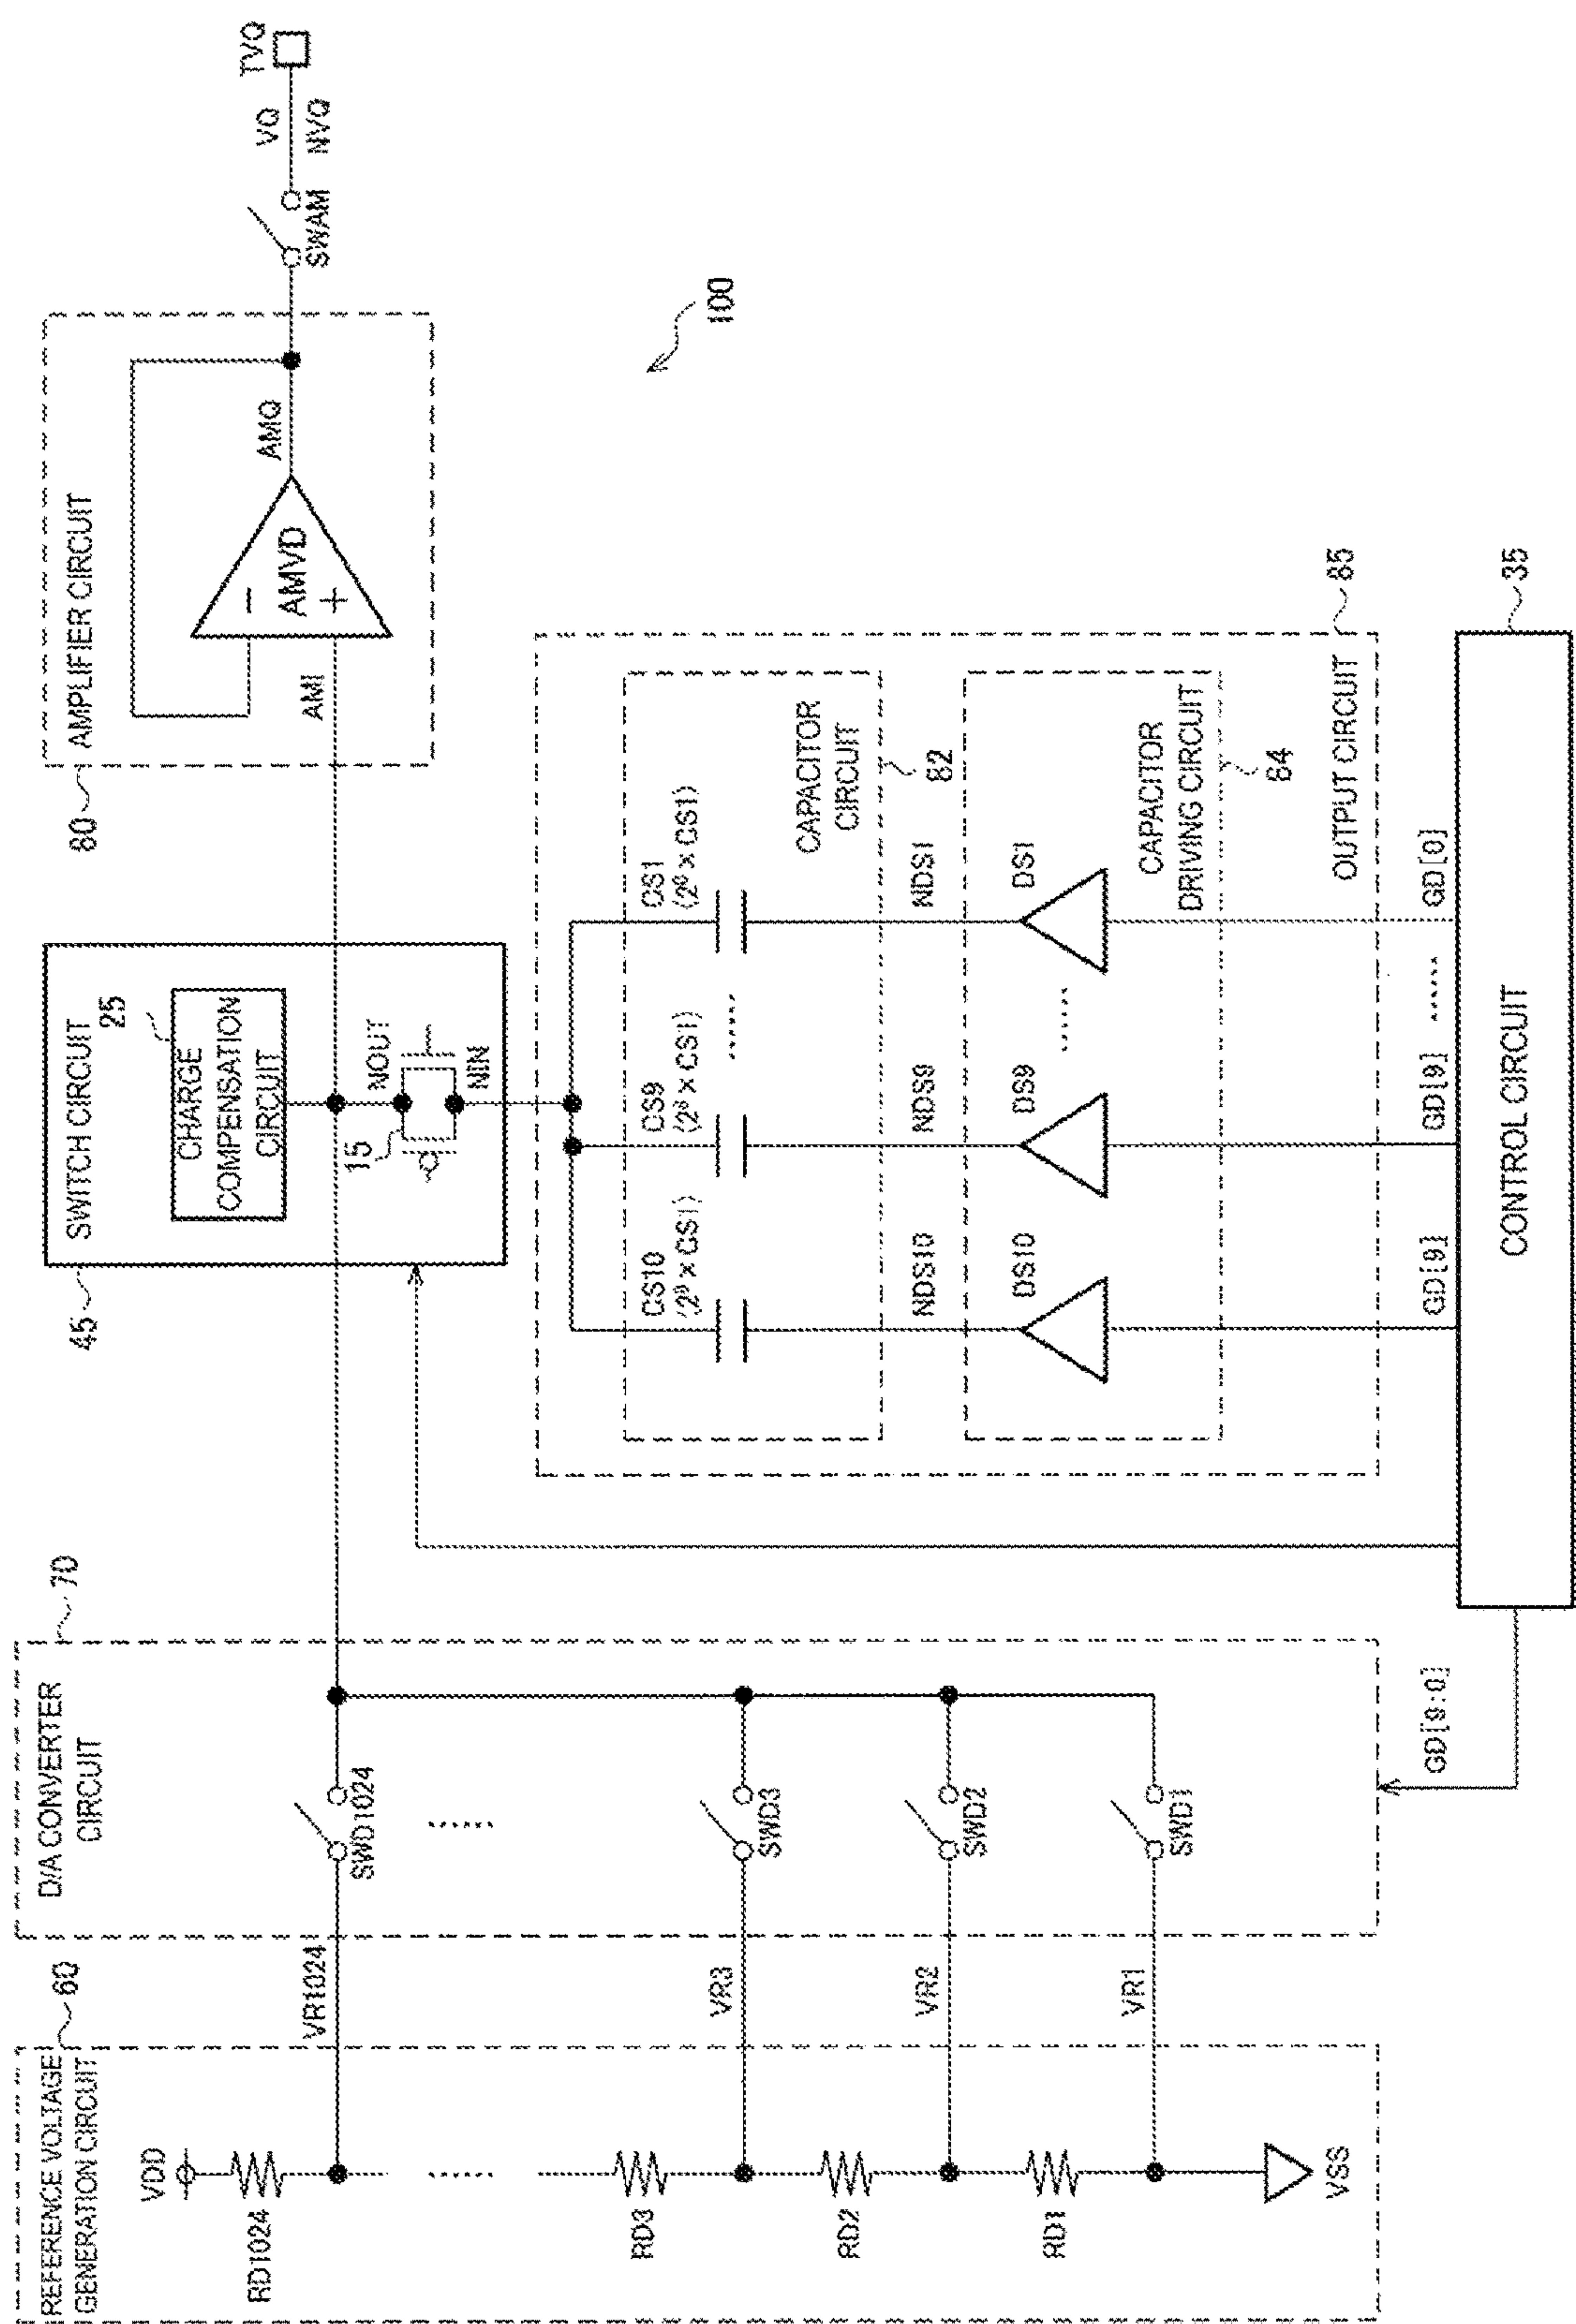 REFERENCE VOLTAGE
GENERATION CIRCUIT
60
VDD
RD1024
RD3
RD2
RD1
VSS
VR1024
VR3
VR2
VR1
D/A CONVERTER
CIRCUIT
70
SWD1024
SWD3
SWD2
SWD1
GD[9:0]
45
SWITCH CIRCUIT
25
CHARGE
COMPENSATION
CIRCUIT
15
NOUT
NIN
80
AMPLIFIER CIRCUIT
AMI
−
AMVD
+
AMQ
SWAM
VQ
NVQ
TVQ
100
CS10
(2⁹ × CS1)
CS9
(2⁸ × CS1)
CS1
(2⁰ × CS1)
CAPACITOR
CIRCUIT
82
NDS10
NDS9
NDS1
DS10
DS9
DS1
CAPACITOR
DRIVING CIRCUIT
84
OUTPUT CIRCUIT
85
GD[9]
GD[9]
GD[0]
CONTROL CIRCUIT
35